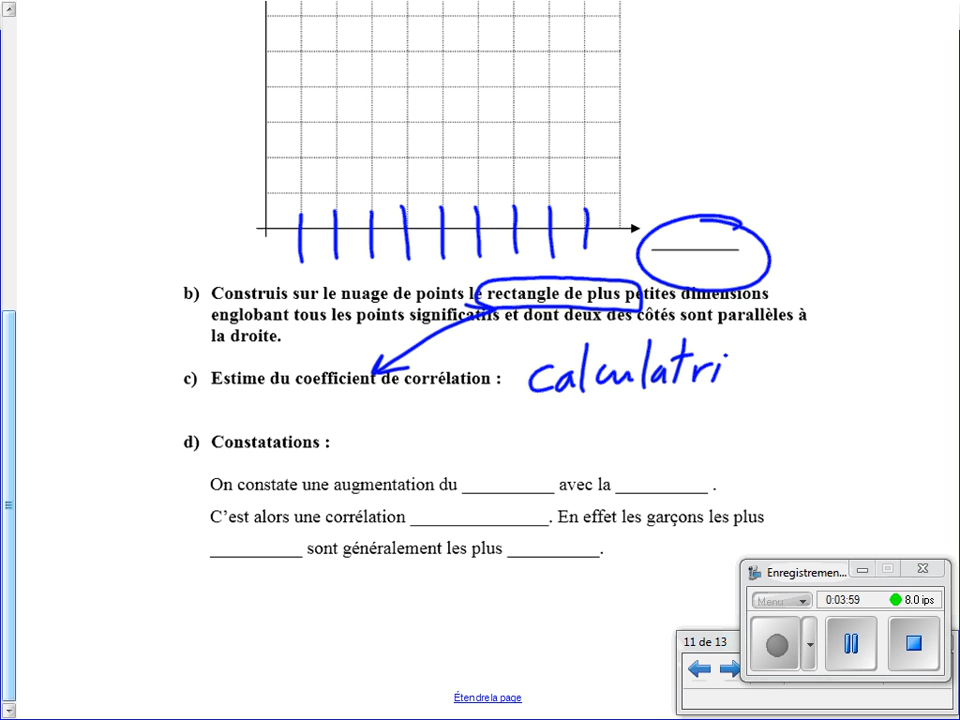 b) Construis sur le nuage de points le rectangle de plus petites dimensions
englobant tous les points significatifs et dont deux des côtés sont parallèles à
la droite.
c) Estime du coefficient de corrélation : calculatri
d) Constatations :
On constate une augmentation du __________ avec la __________ .
C'est alors une corrélation _______________. En effet les garçons les plus
__________ sont généralement les plus __________.
Enregistremen...
Menu 0:03:59 8.0 ips
11 de 13
Étendre la page